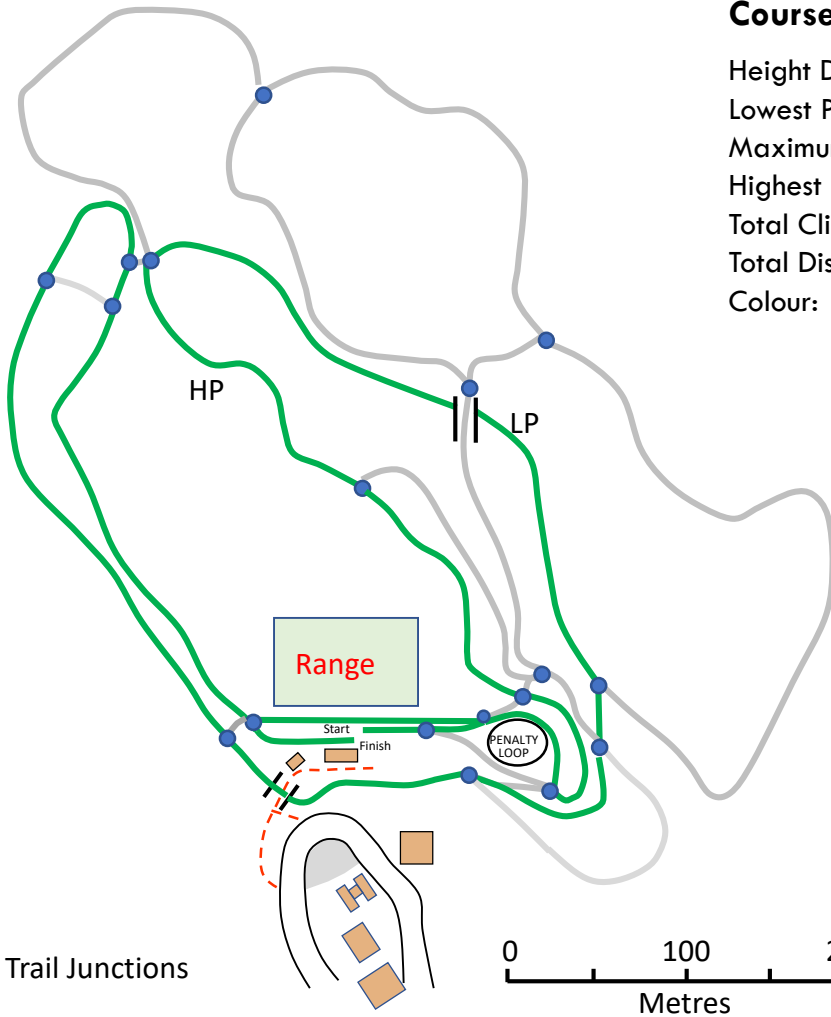 Course
Height D
Lowest P
Maximu
Highest
Total Cli
Total Dis
Colour:
HP
LP
Range
Start
Finish
PENALTY
LOOP
Trail Junctions
0 100 2
Metres